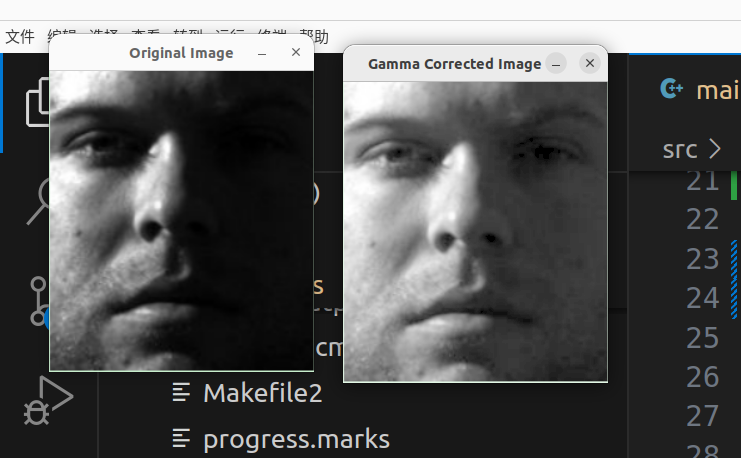 文件 编辑 选择 查看 转到 运行 终端 帮助
Original Image
Gamma Corrected Image
mai
src
21
22
23
24
25
26
27
28
s
cm
Makefile2
progress.marks